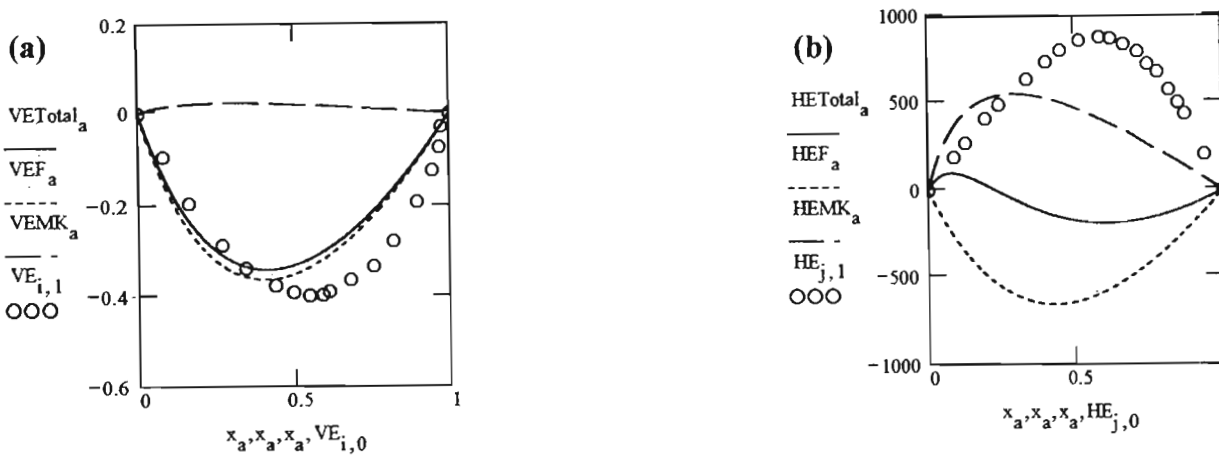 (a)
0.2
0
−0.2
−0.4
−0.6
VETotal_a
VEF_a
VEMK_a
VE_i,1
0
0.5
1
x_a,x_a,x_a,VE_i,0
(b)
1000
500
0
−500
−1000
HETotal_a
HEF_a
HEMK_a
HE_j,1
0
0.5
x_a,x_a,x_a,HE_j,0